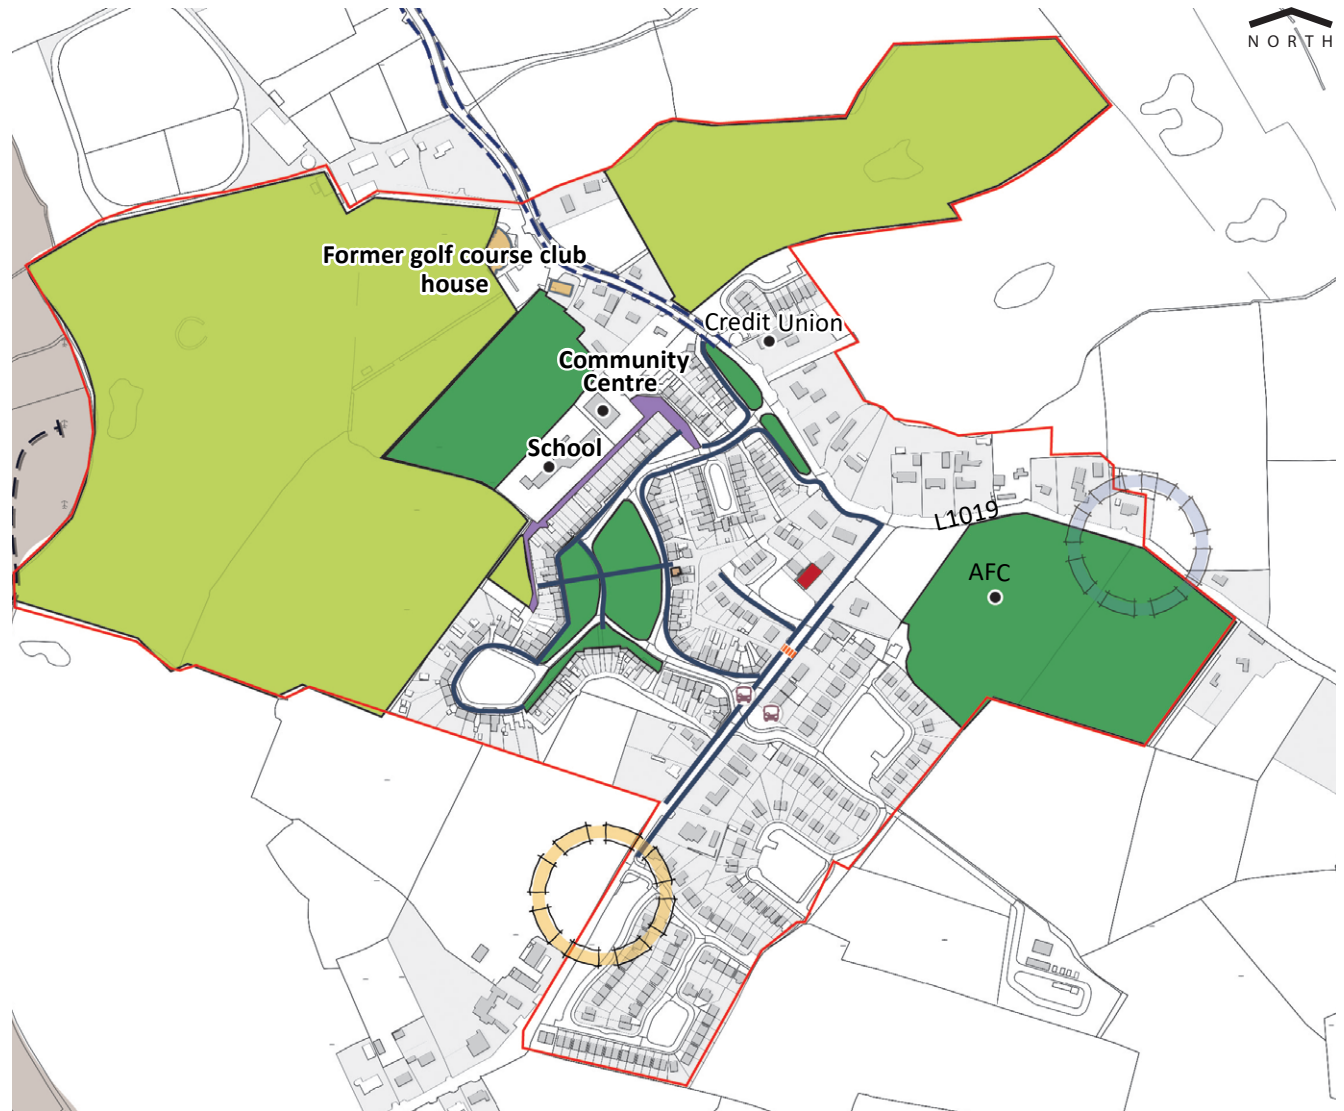 NORTH
Former golf course club
house
Credit Union
Community
Centre
School
L1019
AFC